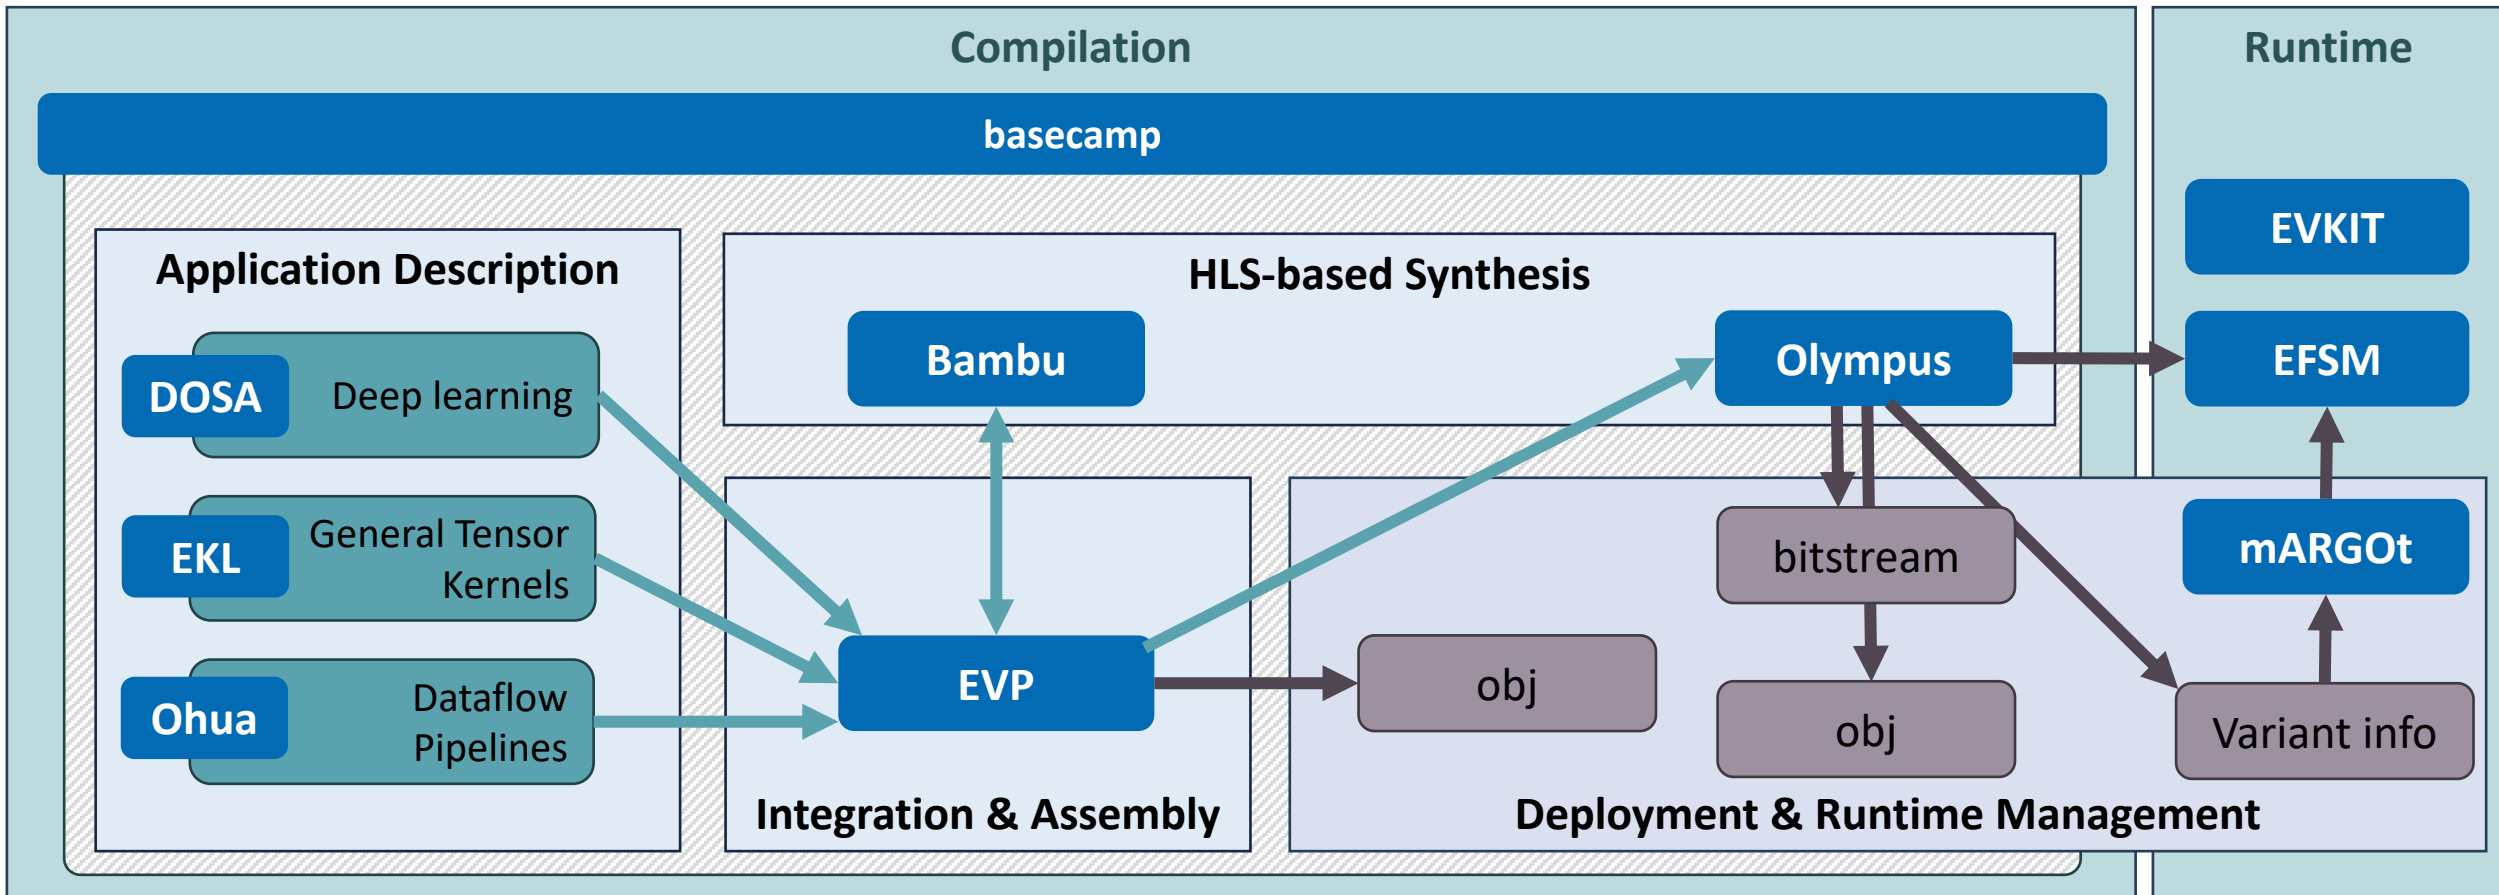 Compilation
Runtime
basecamp
Application Description
DOSA
Deep learning
EKL
General Tensor
Kernels
Ohua
Dataflow
Pipelines
HLS-based Synthesis
Bambu
Olympus
EVP
Integration & Assembly
EVKIT
EFSM
bitstream
mARGOt
obj
obj
Variant info
Deployment & Runtime Management